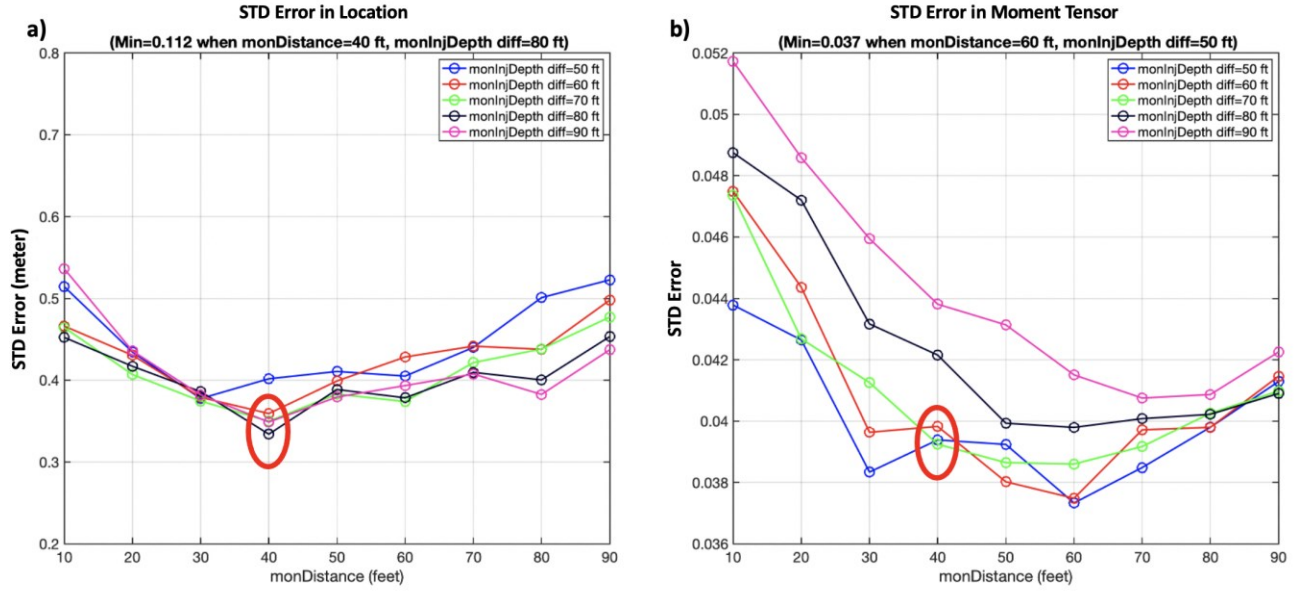 STD Error in Location
a)
(Min=0.112 when monDistance=40 ft, monInjDepth diff=80 ft)
0.8
0.7
0.6
0.5
0.4
0.3
0.2
STD Error (meter)
monInjDepth diff=50 ft
monInjDepth diff=60 ft
monInjDepth diff=70 ft
monInjDepth diff=80 ft
monInjDepth diff=90 ft
10 20 30 40 50 60 70 80 90
monDistance (feet)
STD Error in Moment Tensor
b)
(Min=0.037 when monDistance=60 ft, monInjDepth diff=50 ft)
0.052
0.05
0.048
0.046
0.044
0.042
0.04
0.038
0.036
STD Error
monInjDepth diff=50 ft
monInjDepth diff=60 ft
monInjDepth diff=70 ft
monInjDepth diff=80 ft
monInjDepth diff=90 ft
10 20 30 40 50 60 70 80 90
monDistance (feet)